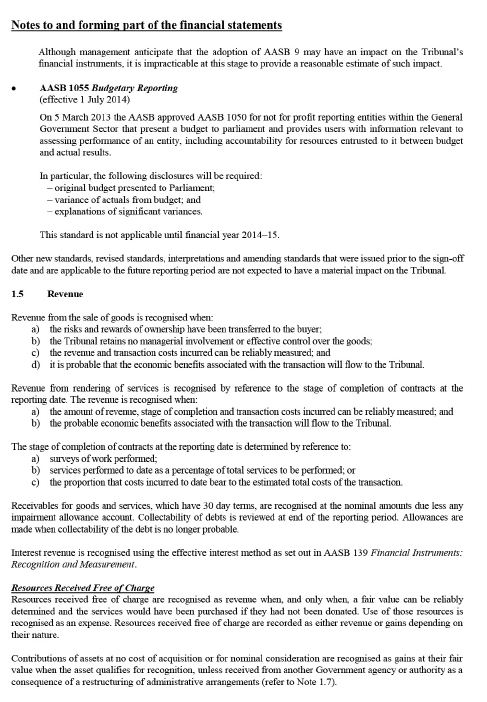 Notes to and forming part of the financial statements
Although management anticipate that the adoption of AASB 9 may have an impact on the Tribunal's
financial instruments, it is impracticable at this stage to provide a reasonable estimate of such impact.
• AASB 1055 Budgetary Reporting
(effective 1 July 2014)
On 5 March 2013 the AASB approved AASB 1050 for not for profit reporting entities within the General
Government Sector that present a budget to parliament and provides users with information relevant to
assessing performance of an entity, including accountability for resources entrusted to it between budget
and actual results.
In particular, the following disclosures will be required:
– original budget presented to Parliament;
– variance of actuals from budget; and
– explanations of significant variances.
This standard is not applicable until financial year 2014–15.
Other new standards, revised standards, interpretations and amending standards that were issued prior to the sign-off
date and are applicable to the future reporting period are not expected to have a material impact on the Tribunal.
1.5 Revenue
Revenue from the sale of goods is recognised when:
a) the risks and rewards of ownership have been transferred to the buyer;
b) the Tribunal retains no managerial involvement or effective control over the goods;
c) the revenue and transaction costs incurred can be reliably measured; and
d) it is probable that the economic benefits associated with the transaction will flow to the Tribunal.
Revenue from rendering of services is recognised by reference to the stage of completion of contracts at the
reporting date. The revenue is recognised when:
a) the amount of revenue, stage of completion and transaction costs incurred can be reliably measured; and
b) the probable economic benefits associated with the transaction will flow to the Tribunal.
The stage of completion of contracts at the reporting date is determined by reference to:
a) surveys of work performed;
b) services performed to date as a percentage of total services to be performed; or
c) the proportion that costs incurred to date bear to the estimated total costs of the transaction.
Receivables for goods and services, which have 30 day terms, are recognised at the nominal amounts due less any
impairment allowance account. Collectability of debts is reviewed at end of the reporting period. Allowances are
made when collectability of the debt is no longer probable.
Interest revenue is recognised using the effective interest method as set out in AASB 139 Financial Instruments:
Recognition and Measurement.
Resources Received Free of Charge
Resources received free of charge are recognised as revenue when, and only when, a fair value can be reliably
determined and the services would have been purchased if they had not been donated. Use of those resources is
recognised as an expense. Resources received free of charge are recorded as either revenue or gains depending on
their nature.
Contributions of assets at no cost of acquisition or for nominal consideration are recognised as gains at their fair
value when the asset qualifies for recognition, unless received from another Government agency or authority as a
consequence of a restructuring of administrative arrangements (refer to Note 1.7).